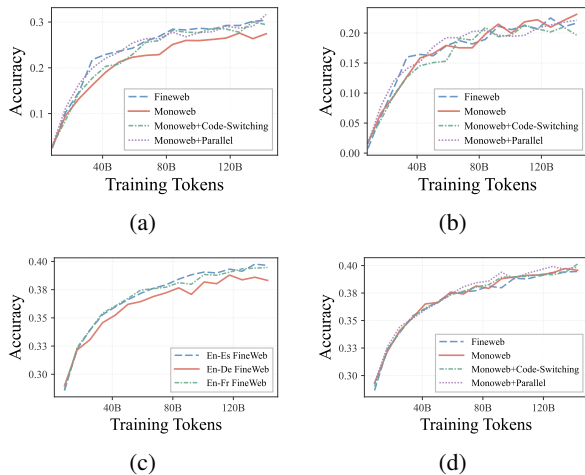 Accuracy
0.3
0.2
0.1
Fineweb
Monoweb
Monoweb+Code-Switching
Monoweb+Parallel
40B 80B 120B
Training Tokens
(a)
Accuracy
0.20
0.15
0.10
0.05
0.00
Fineweb
Monoweb
Monoweb+Code-Switching
Monoweb+Parallel
40B 80B 120B
Training Tokens
(b)
Accuracy
0.40
0.38
0.35
0.33
0.30
En-Es FineWeb
En-De FineWeb
En-Fr FineWeb
40B 80B 120B
Training Tokens
(c)
Accuracy
0.40
0.38
0.35
0.33
0.30
Fineweb
Monoweb
Monoweb+Code-Switching
Monoweb+Parallel
40B 80B 120B
Training Tokens
(d)